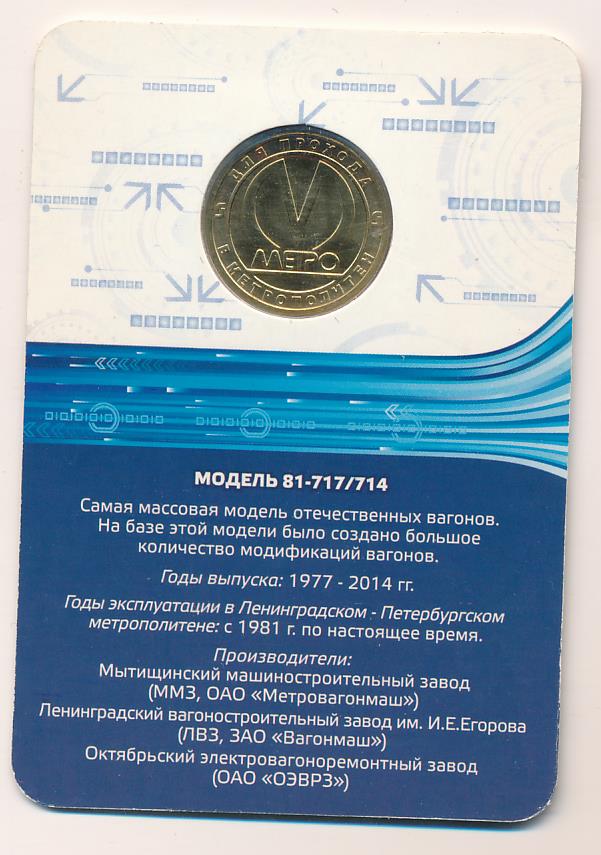 ДЛЯ ПРОХОДА
МЕТРО
В МЕТРОПОЛИТЕН
МОДЕЛЬ 81-717/714
Самая массовая модель отечественных вагонов.
На базе этой модели было создано большое
количество модификаций вагонов.
Годы выпуска: 1977 - 2014 гг.
Годы эксплуатации в Ленинградском - Петербургском
метрополитене: с 1981 г. по настоящее время.
Производители:
Мытищинский машиностроительный завод
(ММЗ, ОАО «Метровагонмаш»)
Ленинградский вагоностроительный завод им. И.Е.Егорова
(ЛВЗ, ЗАО «Вагонмаш»)
Октябрьский электровагоноремонтный завод
(ОАО «ОЭВРЗ»)